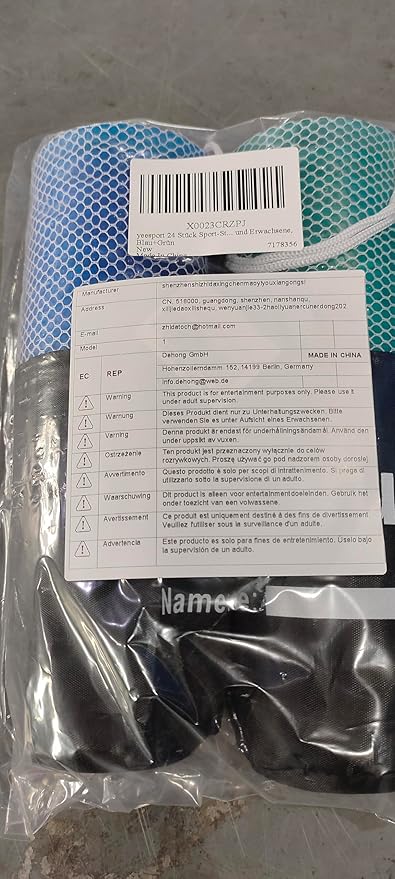 X0023CRZPJ
yeesport 24 Stück Sport-St... und Erwachsene,
Blau+Grün
New
7178356
Made in China
Manufacturer shenzhenshizhidaxingchenmaoyiyouxiangongsi
Address CN, 518000, guangdong, shenzhen, nanshanqu,
xilijiedaoxilishequ, wenyuanjie33-2haoliyuanercunerdong202
E-mail zhidatoch@hotmail.com
Model 1
EC REP Dehong GmbH MADE IN CHINA
Hohenzollerndamm 152, 14199 Berlin, Germany
info.dehong@web.de
Warning This product is for entertainment purposes only. Please use it
under adult supervision.
Warnung Dieses Produkt dient nur zu Unterhaltungszwecken. Bitte
verwenden Sie es unter Aufsicht eines Erwachsenen.
Varning Denna produkt är endast för underhållningsändamål. Använd den
under uppsikt av vuxen.
Ostrzeżenie Ten produkt jest przeznaczony wyłącznie do celów
rozrywkowych. Proszę używać go pod nadzorem osoby dorosłej
Avvertimento Questo prodotto è solo per scopi di intrattenimento. Si prega di
utilizzarlo sotto la supervisione di un adulto.
Waarschuwing Dit product is alleen voor entertainmentdoeleinden. Gebruik het
onder toezicht van een volwassene.
Avertissement Ce produit est uniquement destiné à des fins de divertissement
Veuillez l'utiliser sous la surveillance d'un adulte.
Advertencia Este producto es solo para fines de entretenimiento. Úselo bajo
la supervisión de un adulto.
Name